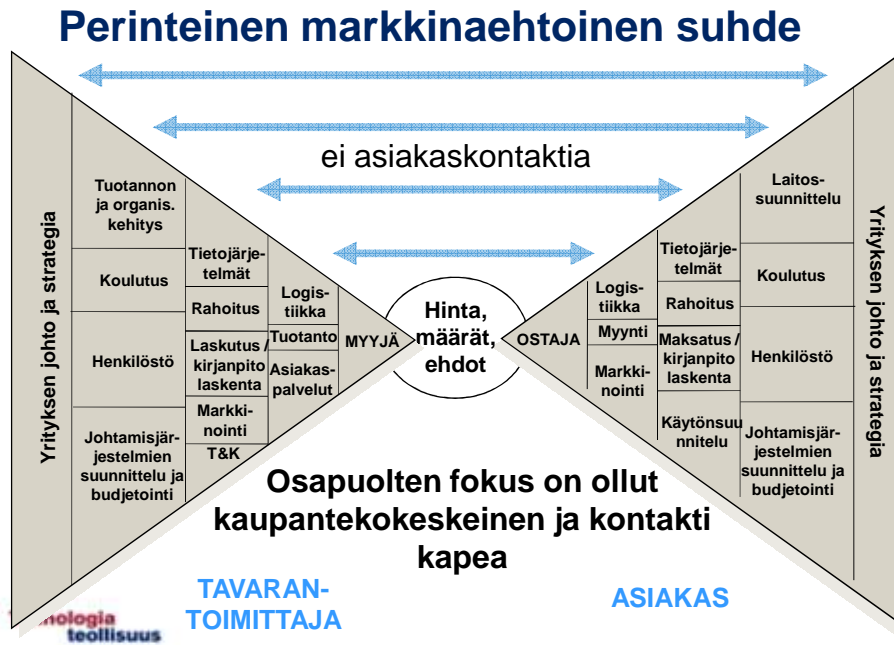 Perinteinen markkinaehtoinen suhde
ei asiakaskontaktia
Yrityksen johto ja strategia
Tuotannon
ja organis.
kehitys
Koulutus
Henkilöstö
Johtamisjär-
jestelmien
suunnittelu ja
budjetointi
Tietojärje-
telmät
Rahoitus
Laskutus /
kirjanpito
laskenta
Markki-
nointi
T&K
Logis-
tiikka
Tuotanto
Asiakas-
palvelut
MYYJÄ
Hinta,
määrät,
ehdot
OSTAJA
Logis-
tiikka
Myynti
Markki-
nointi
Tietojärje-
telmät
Rahoitus
Maksatus /
kirjanpito
laskenta
Käytönsuu
nnitelu
Laitos-
suunnittelu
Koulutus
Henkilöstö
Johtamisjär-
jestelmien
suunnittelu ja
budjetointi
Yrityksen johto ja strategia
Osapuolten fokus on ollut
kaupantekokeskeinen ja kontakti
kapea
TAVARAN-
TOIMITTAJA
ASIAKAS
nologia
teollisuus